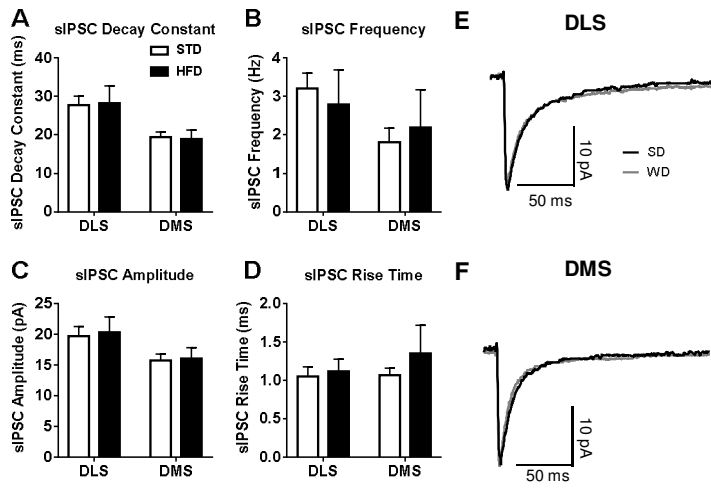 A
sIPSC Decay Constant
STD
HFD
sIPSC Decay Constant (ms)
40
30
20
10
0
DLS
DMS
B
sIPSC Frequency
sIPSC Frequency (Hz)
4
3
2
1
0
DLS
DMS
E
DLS
10 pA
50 ms
SD
WD
C
sIPSC Amplitude
sIPSC Amplitude (pA)
25
20
15
10
5
0
DLS
DMS
D
sIPSC Rise Time
sIPSC Rise Time (ms)
2.0
1.5
1.0
0.5
0.0
DLS
DMS
F
DMS
10 pA
50 ms